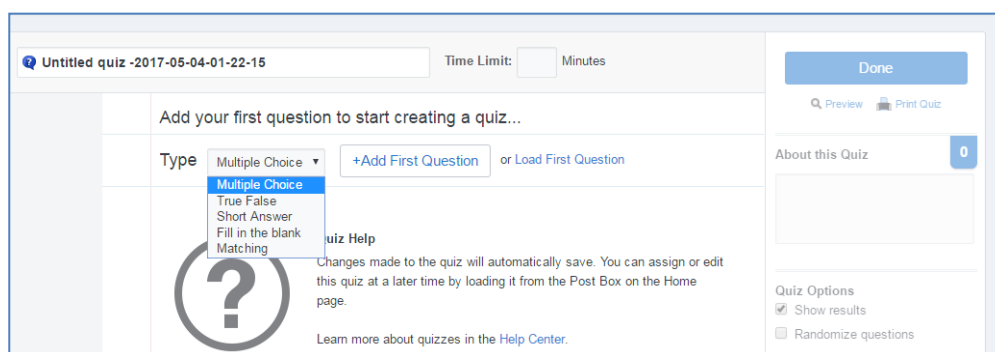 Untitled quiz -2017-05-04-01-22-15
Time Limit: Minutes
Done
Preview Print Quiz
Add your first question to start creating a quiz...
Type Multiple Choice +Add First Question or Load First Question
Multiple Choice
True False
Short Answer
Fill in the blank
Matching
About this Quiz 0
uiz Help
Changes made to the quiz will automatically save. You can assign or edit
this quiz at a later time by loading it from the Post Box on the Home
page.
Learn more about quizzes in the Help Center.
Quiz Options
Show results
Randomize questions